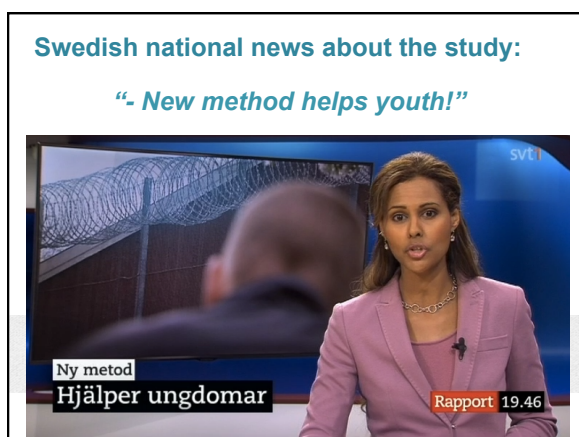 Swedish national news about the study:
“- New method helps youth!”
svt1
Ny metod
Hjälper ungdomar
Rapport 19.46